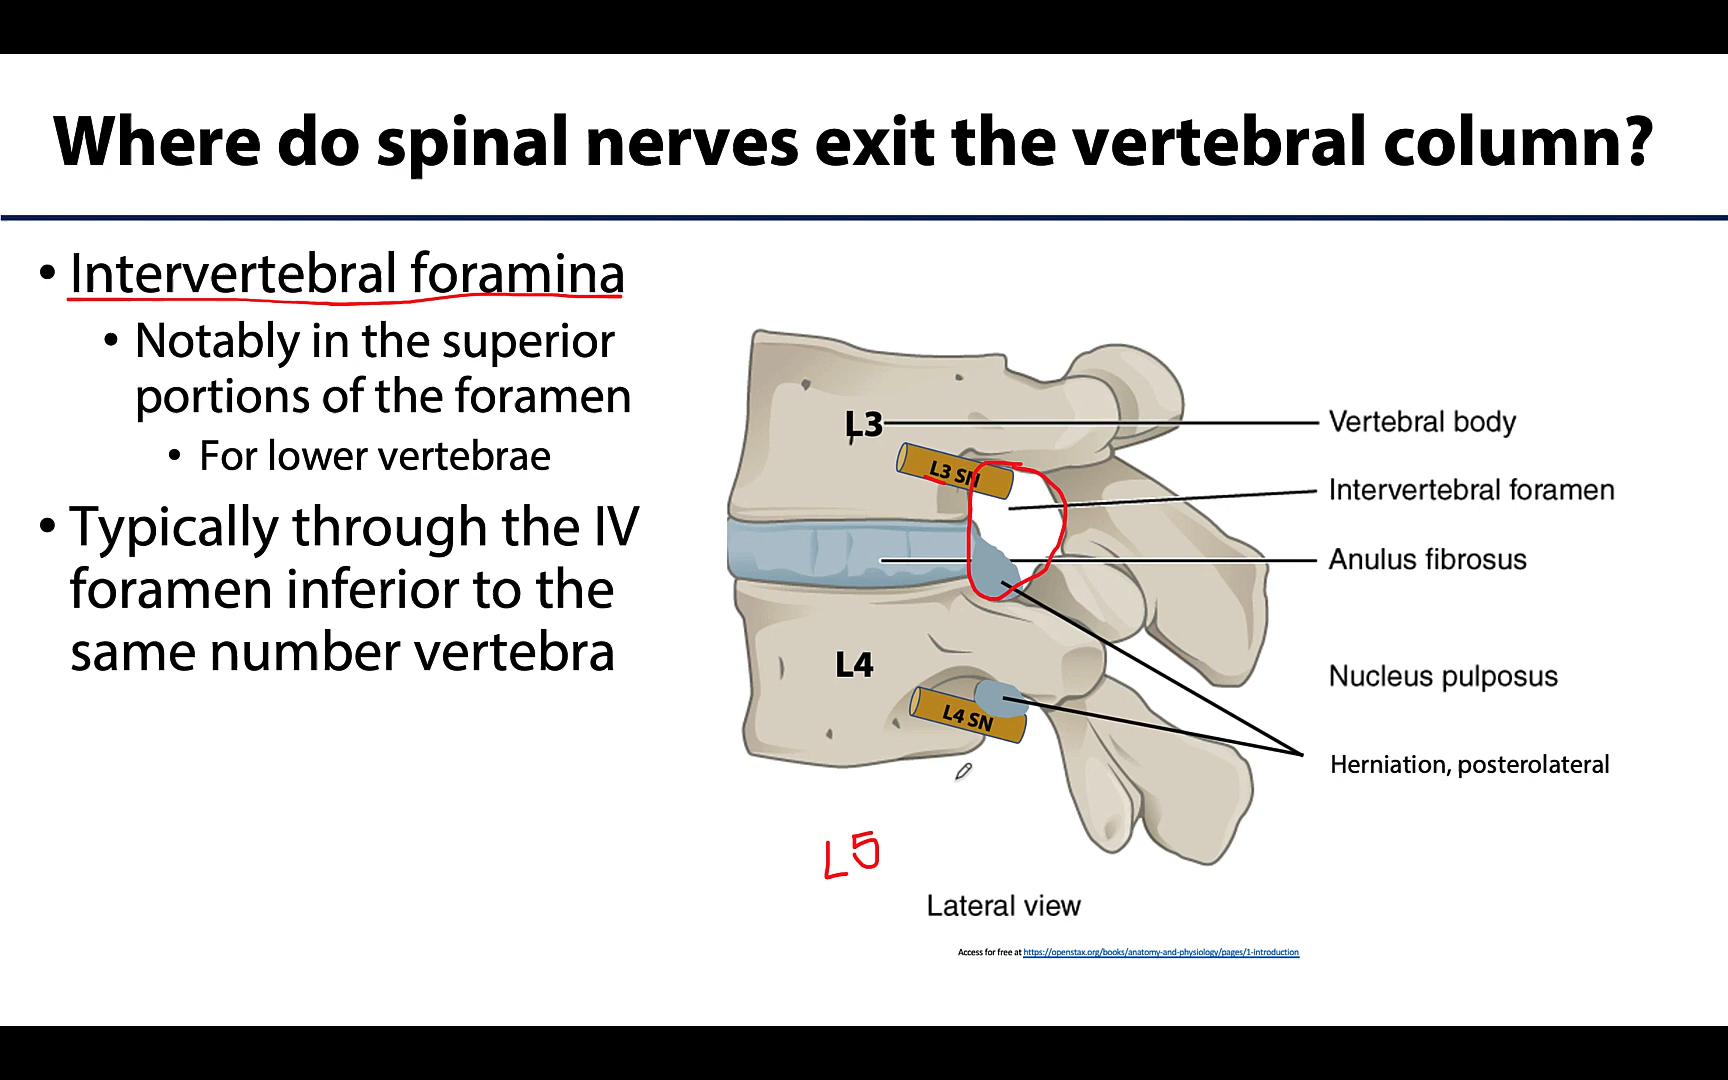 Where do spinal nerves exit the vertebral column?
• Intervertebral foramina
• Notably in the superior
portions of the foramen
• For lower vertebrae
• Typically through the IV
foramen inferior to the
same number vertebra
L3
Vertebral body
L3 SN
Intervertebral foramen
Anulus fibrosus
L4
Nucleus pulposus
L4 SN
Herniation, posterolateral
L5
Lateral view
Access for free at https://openstax.org/books/anatomy-and-physiology/pages/1-introduction